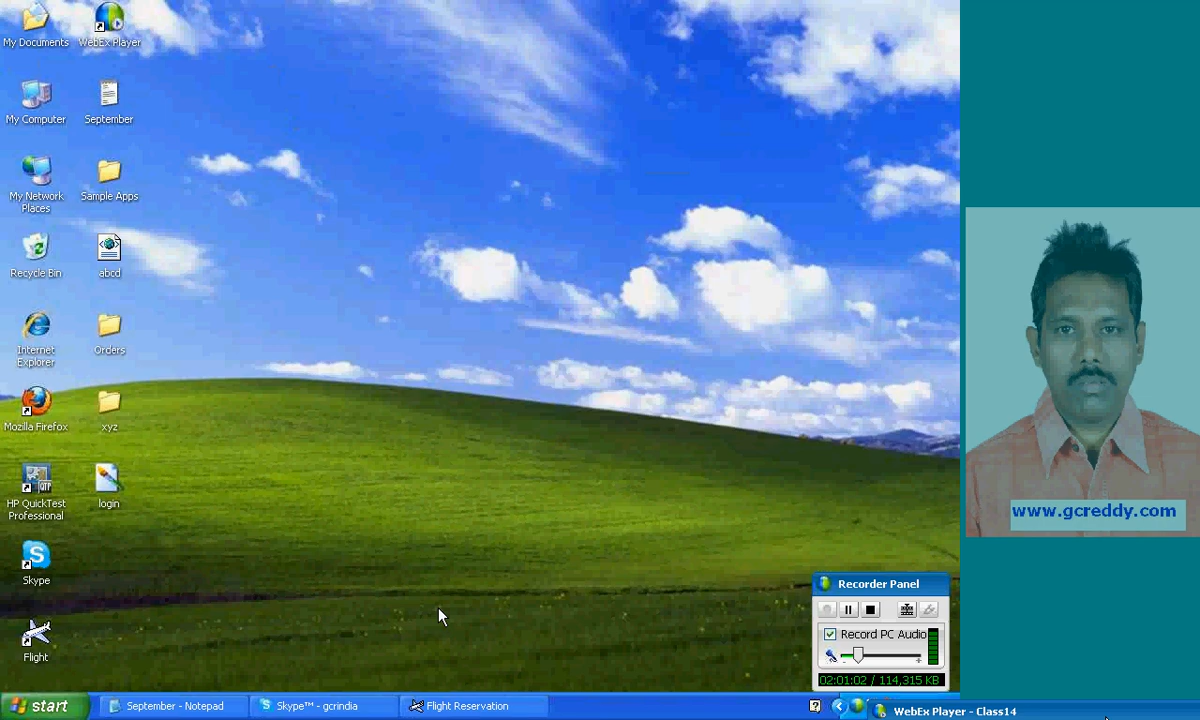 My Documents
WebEx Player
My Computer
September
My Network
Places
Sample Apps
Recycle Bin
abcd
Internet
Explorer
Orders
Mozilla Firefox
xyz
HP QuickTest
Professional
QTP
login
Skype
Flight
www.gcreddy.com
Recorder Panel
Record PC Audio
02:01:02 / 114,315 KB
start
September - Notepad
Skype™ - gcrindia
Flight Reservation
WebEx Player - Class14